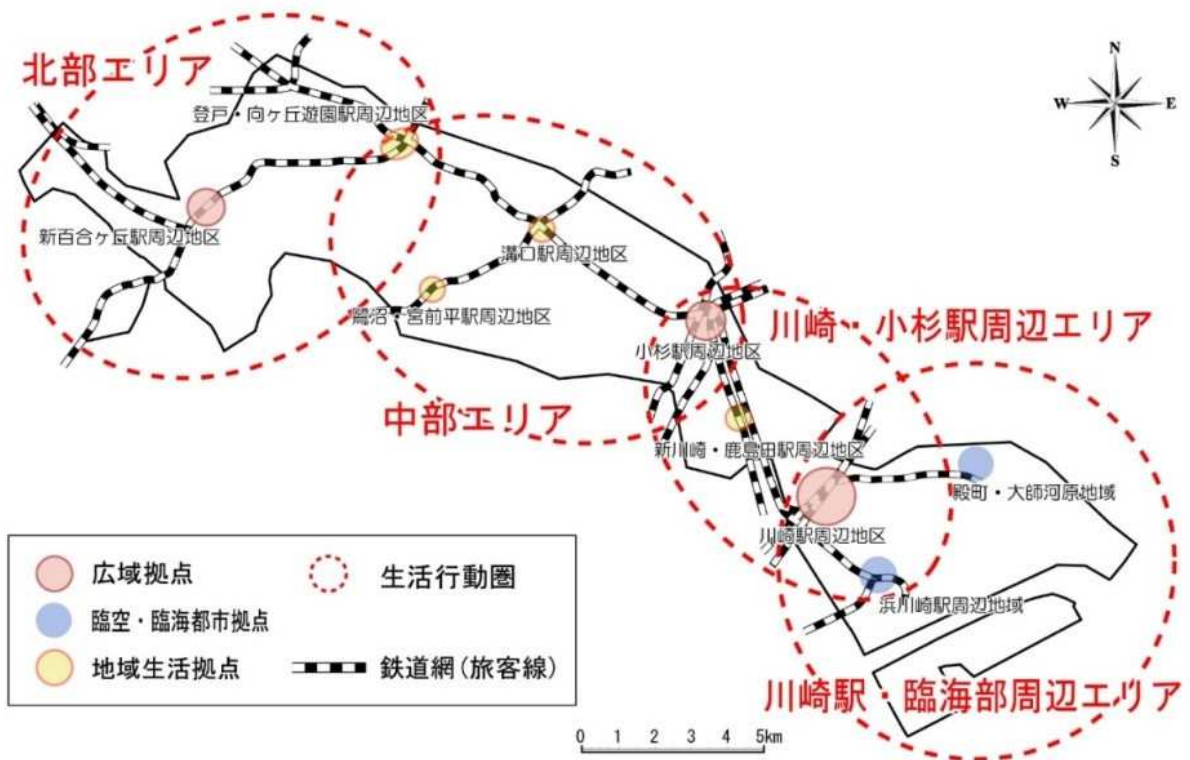 北部エリア
登戸・向ヶ丘遊園駅周辺地区
新百合ヶ丘駅周辺地区
溝口駅周辺地区
鷺沼・宮前平駅周辺地区
中部エリア
小杉駅周辺地区
川崎・小杉駅周辺エリア
新川崎・鹿島田駅周辺地区
川崎駅周辺地区
殿町・大師河原地域
浜川崎駅周辺地域
川崎駅・臨海部周辺エリア
N
W
E
S
広域拠点
生活行動圏
臨空・臨海都市拠点
地域生活拠点
鉄道網(旅客線)
0 1 2 3 4 5km